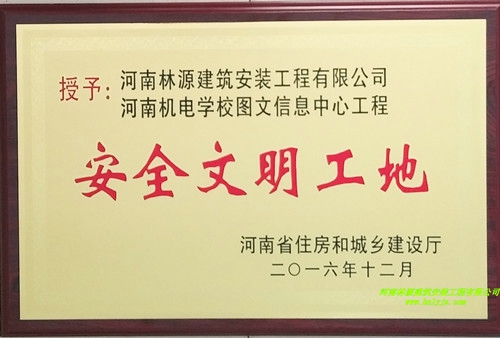 授予：河南林源建筑安装工程有限公司
河南机电学校图文信息中心工程
安全文明工地
河南省住房和城乡建设厅
二〇一六年十二月